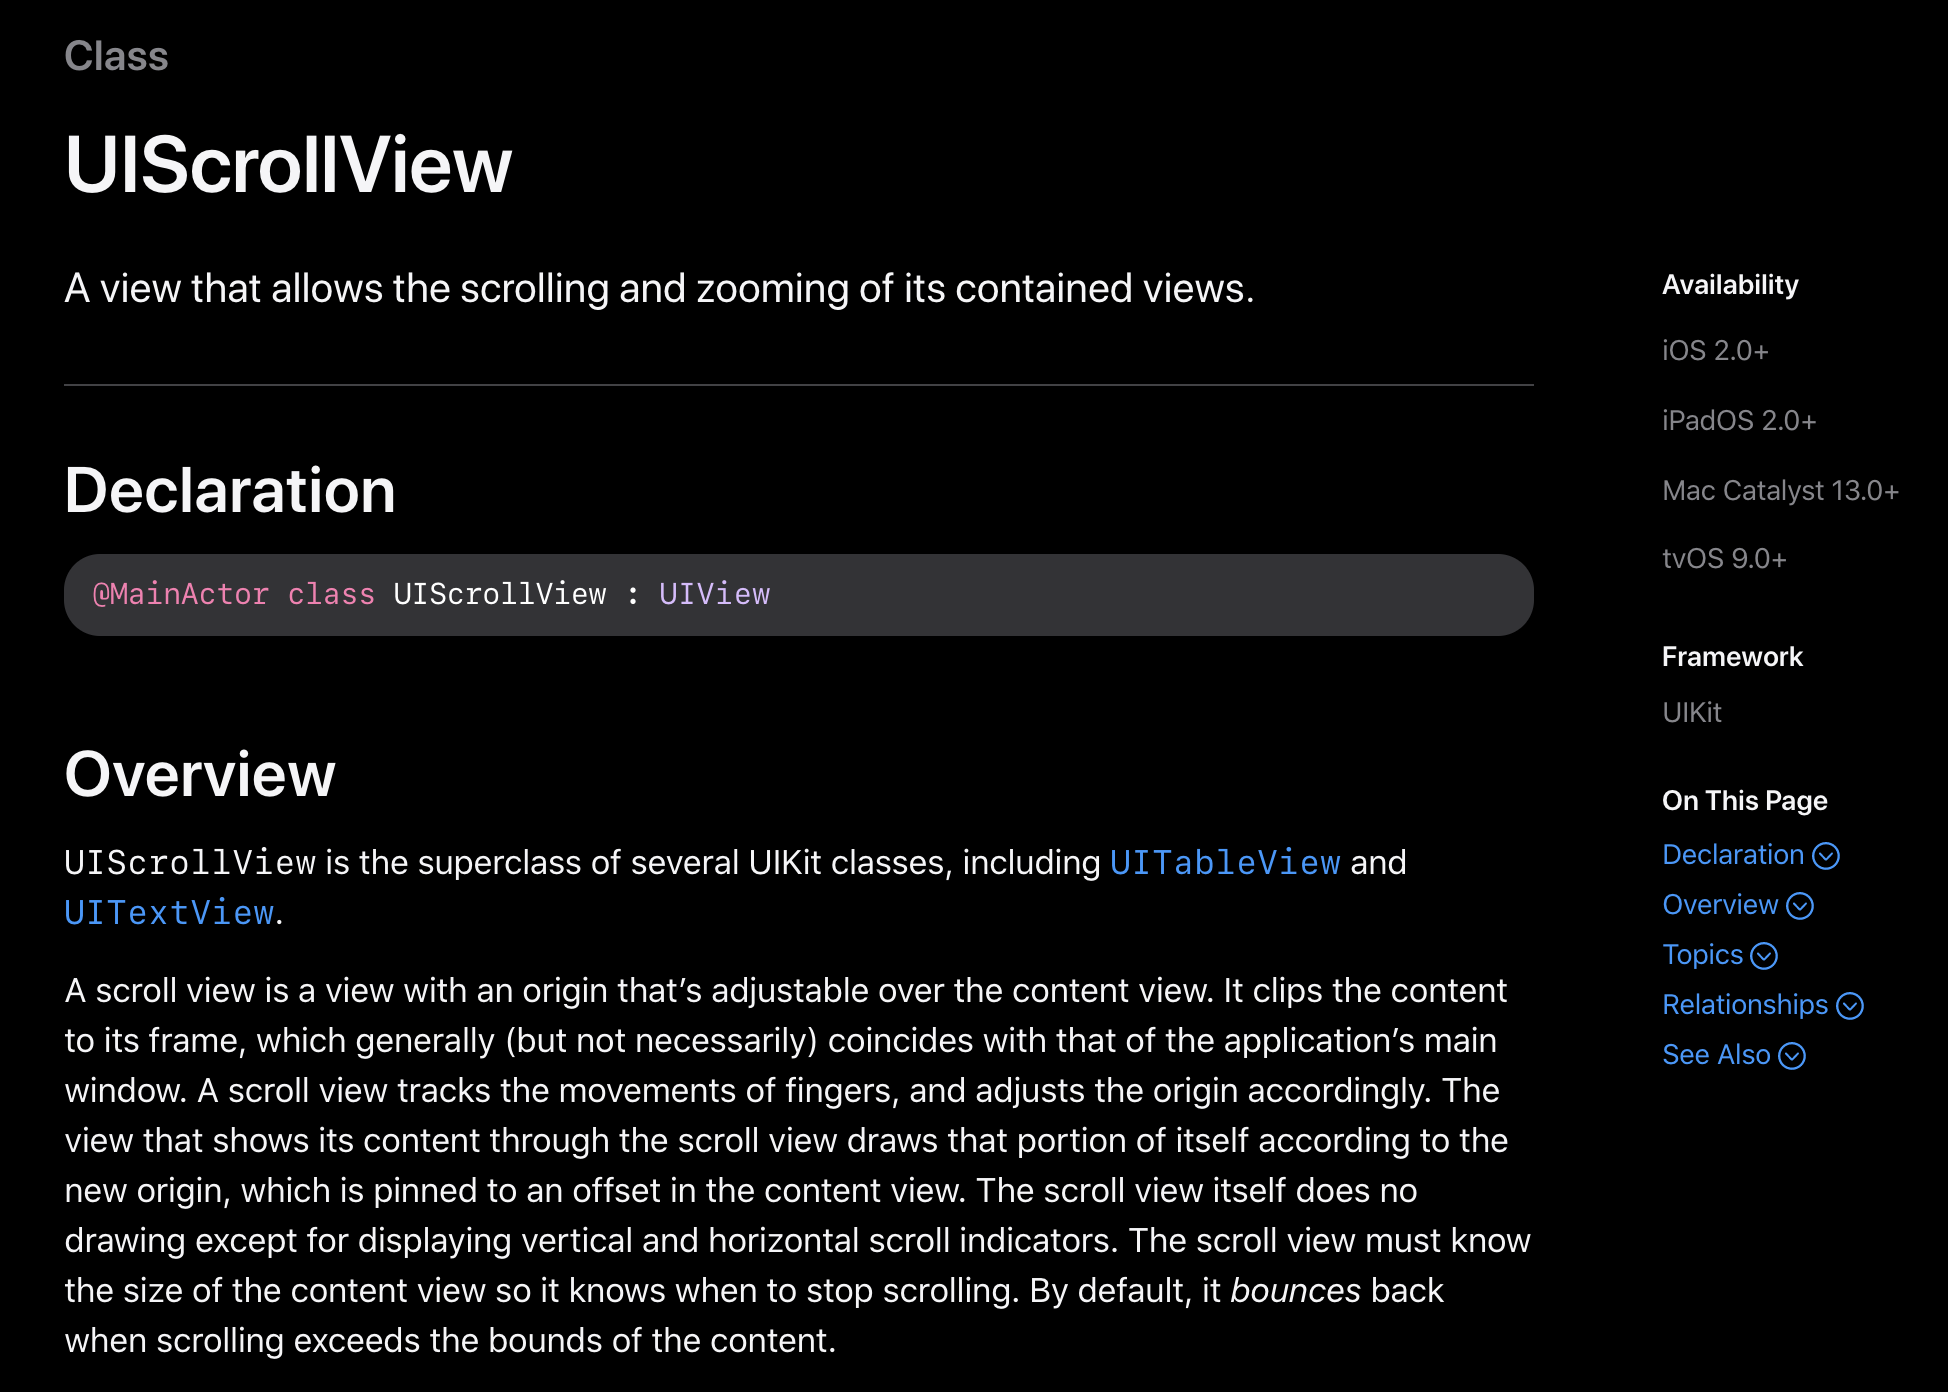 Class
UIScrollView
A view that allows the scrolling and zooming of its contained views.
Declaration
@MainActor class UIScrollView : UIView
Overview
UIScrollView is the superclass of several UIKit classes, including UITableView and
UITextView.
A scroll view is a view with an origin that’s adjustable over the content view. It clips the content
to its frame, which generally (but not necessarily) coincides with that of the application’s main
window. A scroll view tracks the movements of fingers, and adjusts the origin accordingly. The
view that shows its content through the scroll view draws that portion of itself according to the
new origin, which is pinned to an offset in the content view. The scroll view itself does no
drawing except for displaying vertical and horizontal scroll indicators. The scroll view must know
the size of the content view so it knows when to stop scrolling. By default, it bounces back
when scrolling exceeds the bounds of the content.
Availability
iOS 2.0+
iPadOS 2.0+
Mac Catalyst 13.0+
tvOS 9.0+
Framework
UIKit
On This Page
Declaration
Overview
Topics
Relationships
See Also